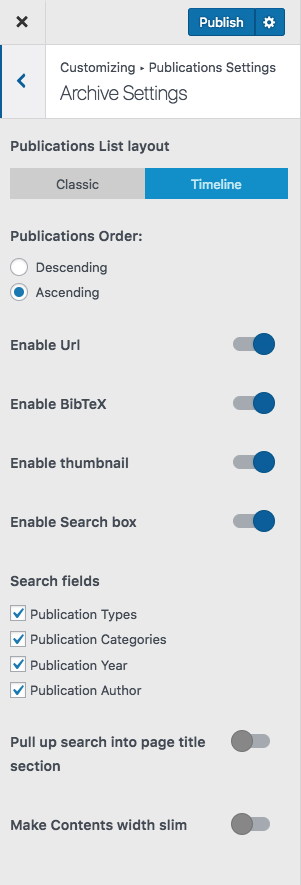 Publish
Customizing ▸ Publications Settings
Archive Settings
Publications List layout
Classic Timeline
Publications Order:
Descending
Ascending
Enable Url
Enable BibTeX
Enable thumbnail
Enable Search box
Search fields
Publication Types
Publication Categories
Publication Year
Publication Author
Pull up search into page title
section
Make Contents width slim